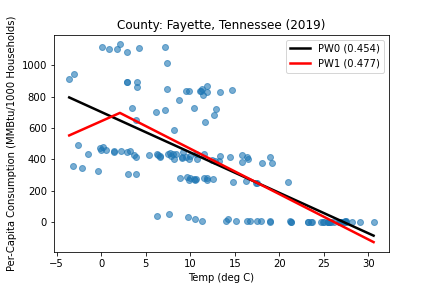 County: Fayette, Tennessee (2019)
PW0 (0.454)
PW1 (0.477)
Per-Capita Consumption (MMBtu/1000 Households)
1000
800
600
400
200
0
−5 0 5 10 15 20 25 30
Temp (deg C)